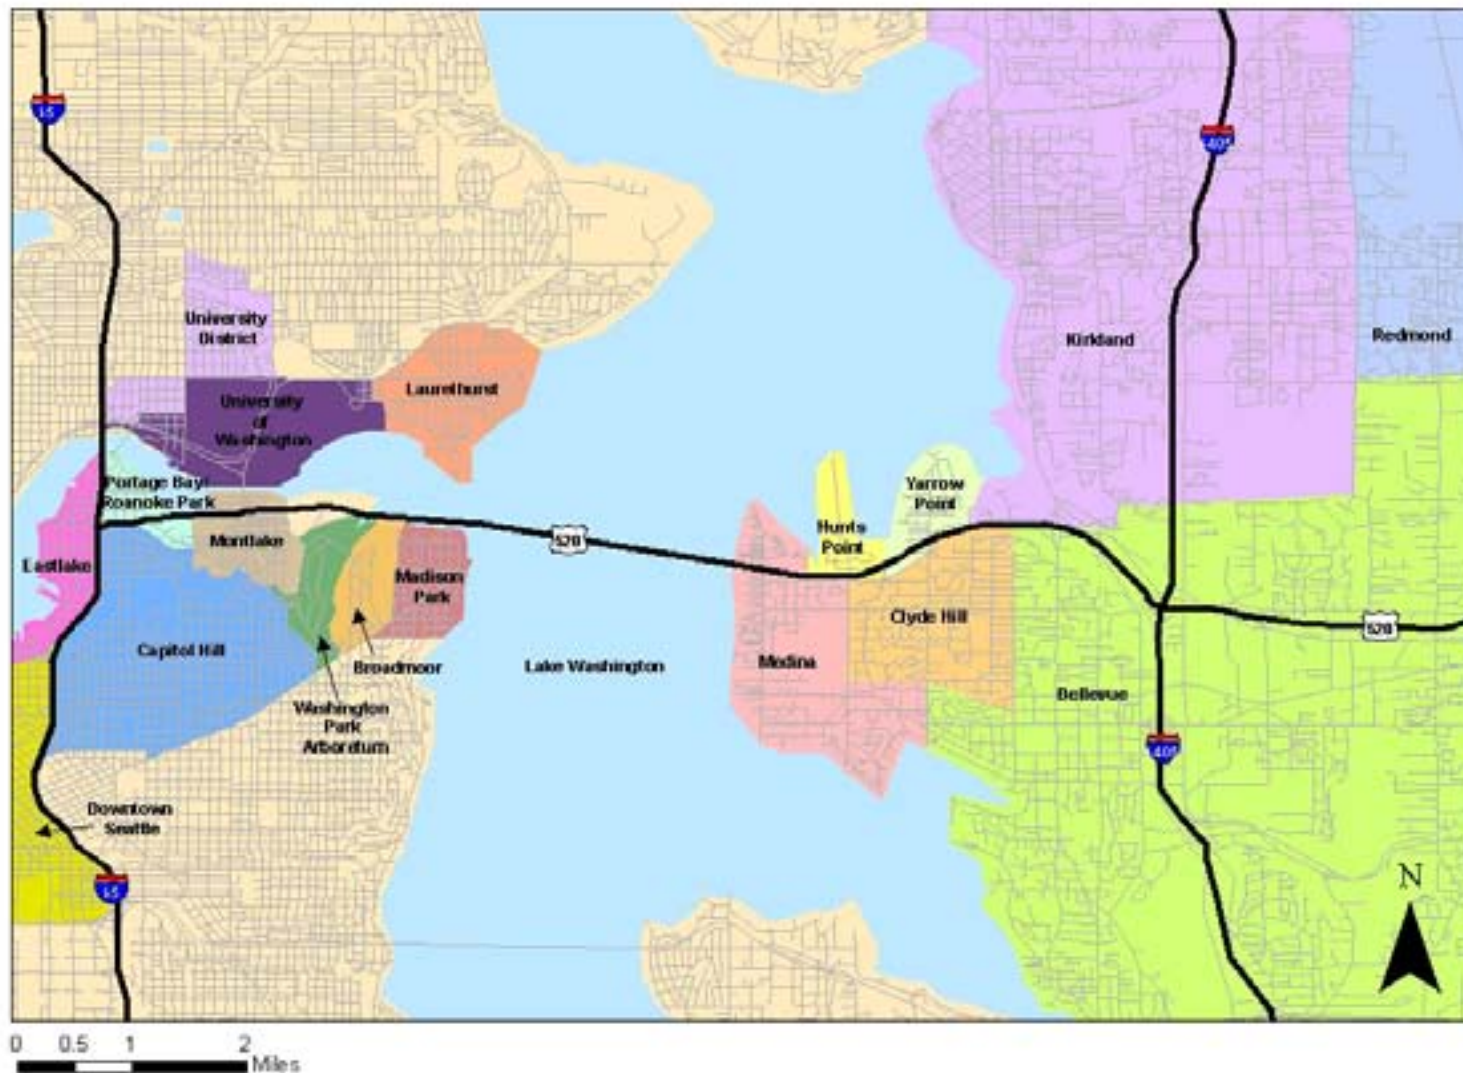 I-5
405
University
District
Kirkland
Redmond
Laurelhurst
University
of
Washington
Portage Bay/
Roanoke Park
Yarrow
Point
Hunts
Point
Montlake
520
Eastlake
Madison
Park
Clyde Hill
520
Capitol Hill
Broadmoor
Lake Washington
Medina
Bellevue
Washington
Park
Arboretum
405
Downtown
Seattle
I-5
N
0 0.5 1 2
Miles